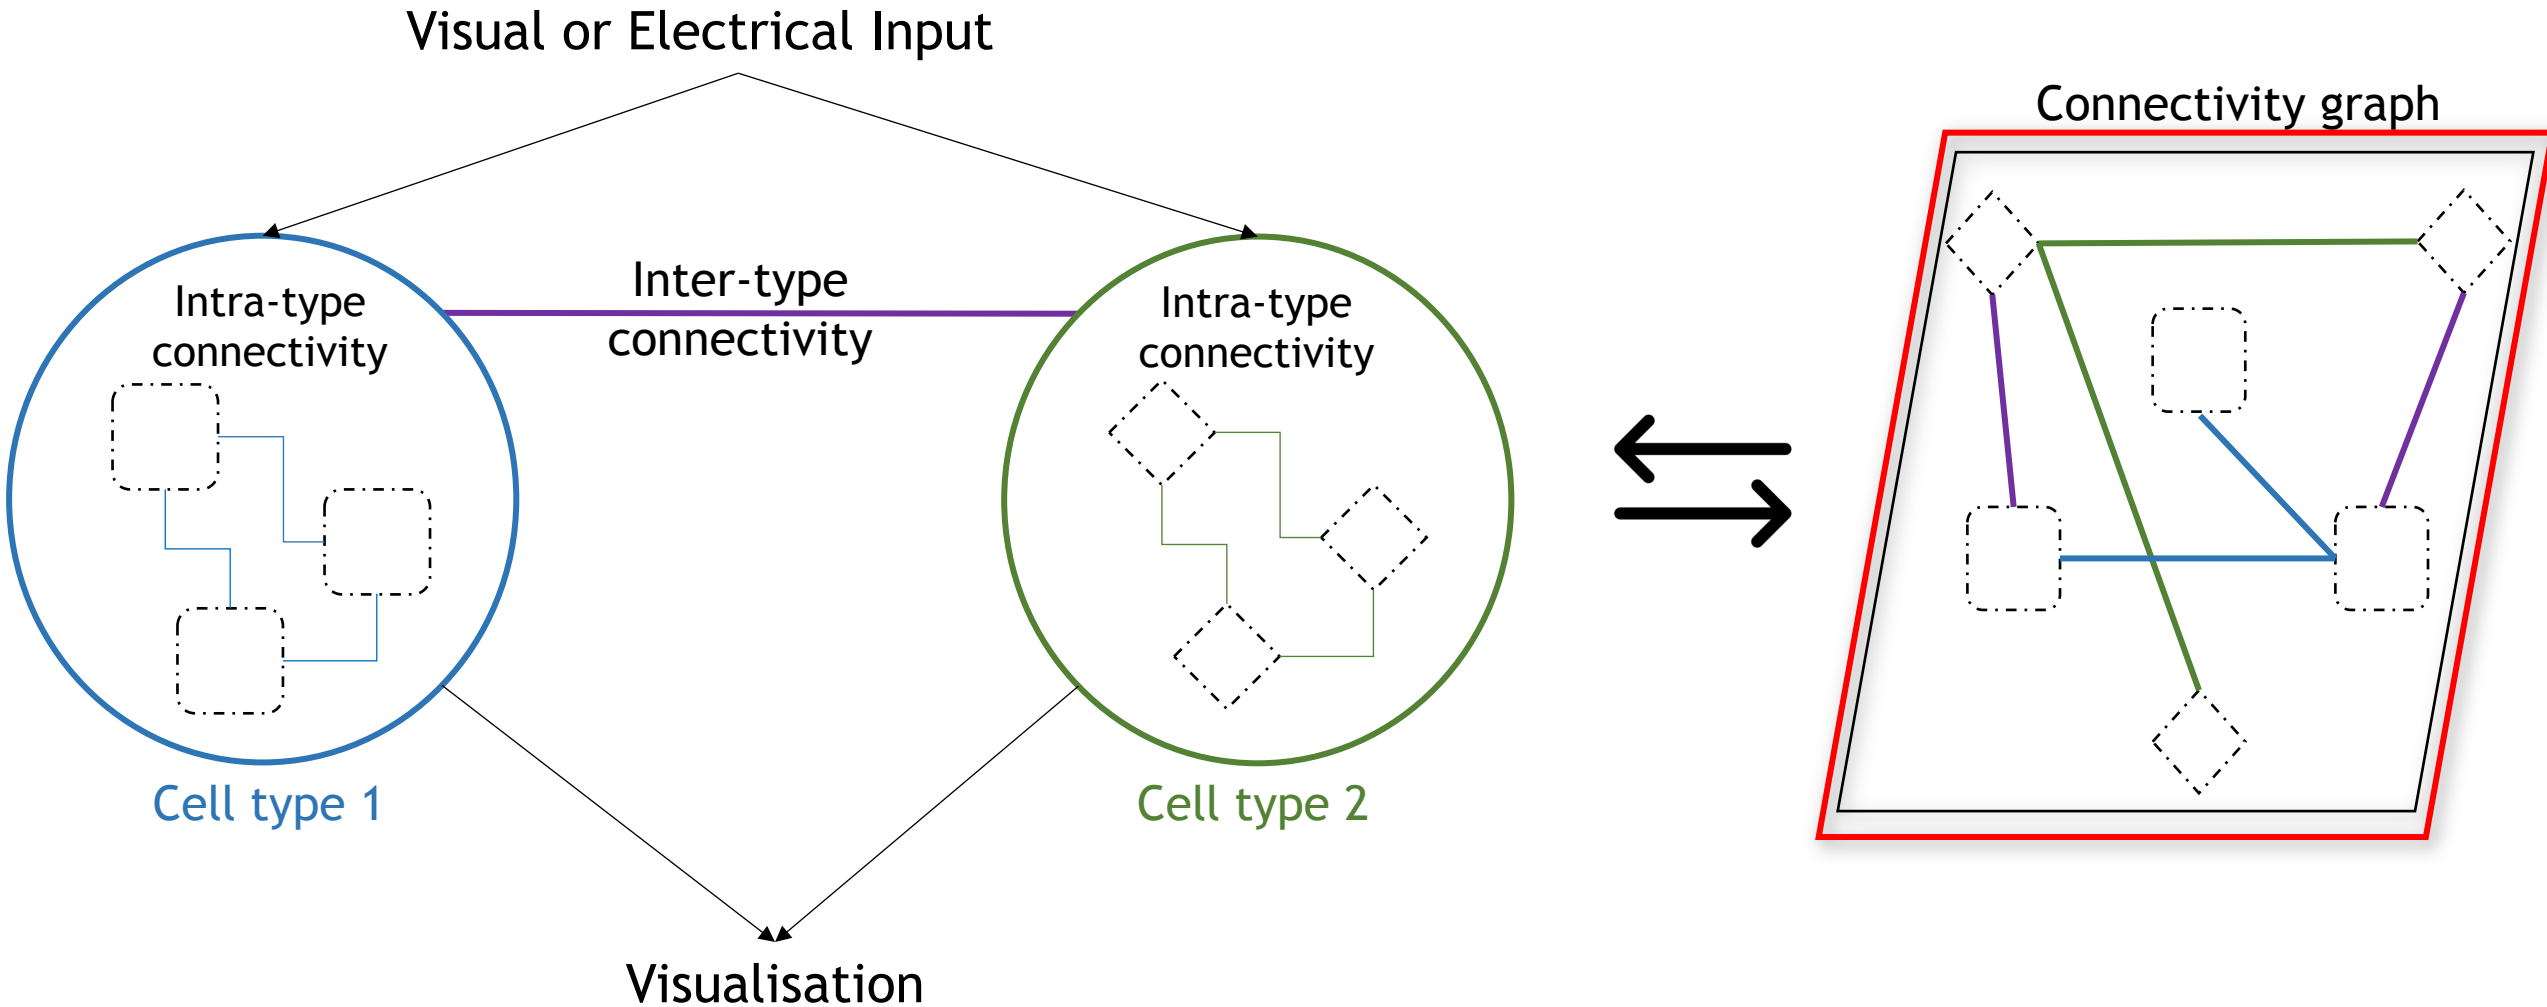 Visual or Electrical Input
Connectivity graph
Intra-type
connectivity
Inter-type
connectivity
Intra-type
connectivity
Cell type 1
Cell type 2
Visualisation